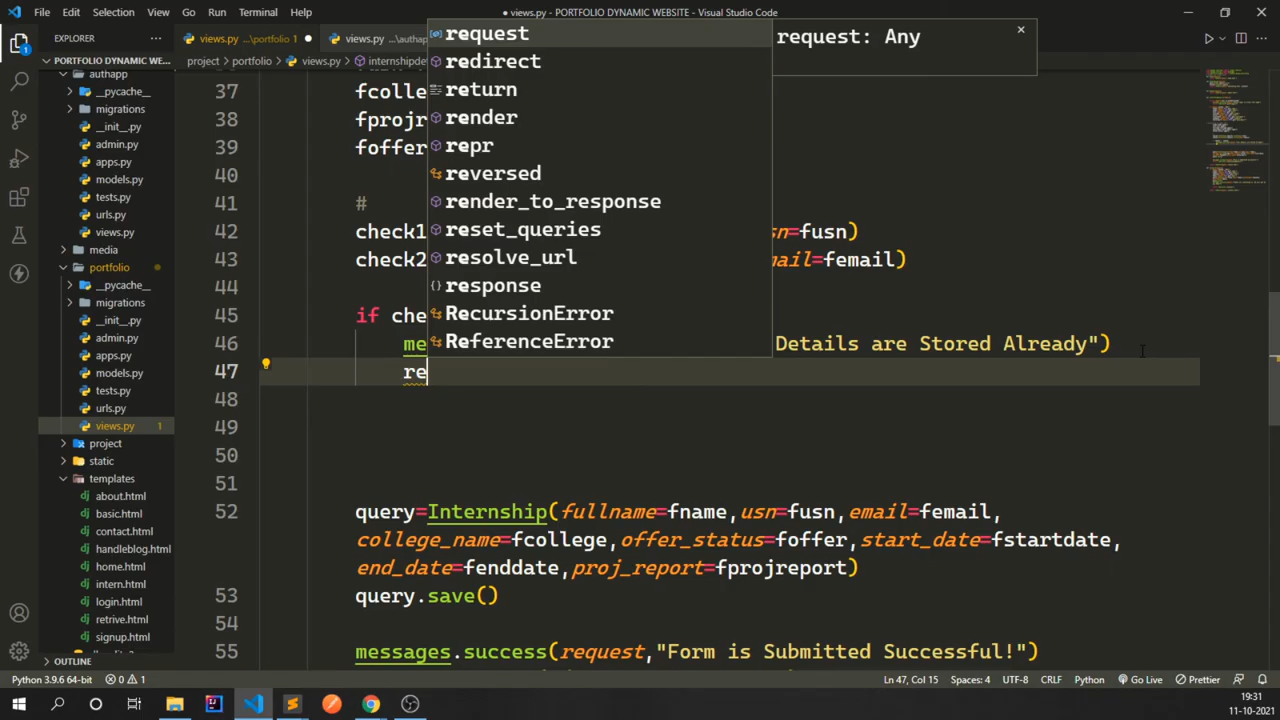 File Edit Selection View Go Run Terminal Help
views.py - PORTFOLIO DYNAMIC WEBSITE - Visual Studio Code
EXPLORER
views.py ...\portfolio 1
views.py ...\autha
PORTFOLIO DYNAMIC WE...
project > portfolio > views.py > internshipde
authapp
__pycache__
migrations
__init__.py
admin.py
apps.py
models.py
tests.py
urls.py
views.py
media
portfolio
__pycache__
migrations
__init__.py
admin.py
apps.py
models.py
tests.py
urls.py
views.py 1
project
static
templates
about.html
basic.html
contact.html
handleblog.html
home.html
intern.html
login.html
retrive.html
signup.html
OUTLINE
37 fcolle
38 fprojr
39 foffer
40
41 #
42 check1 sn=fusn)
43 check2 mail=femail)
44
45 if che
46 me Details are Stored Already")
47 re
48
49
50
51
52 query=Internship(fullname=fname,usn=fusn,email=femail,
college_name=fcollege,offer_status=foffer,start_date=fstartdate,
end_date=fenddate,proj_report=fprojreport)
53 query.save()
54
55 messages.success(request,"Form is Submitted Successful!")
request
redirect
return
render
repr
reversed
render_to_response
reset_queries
resolve_url
response
RecursionError
ReferenceError
request: Any
Python 3.9.6 64-bit 0 1 Ln 47, Col 15 Spaces: 4 UTF-8 CRLF Python Go Live Prettier
19:31
11-10-2021